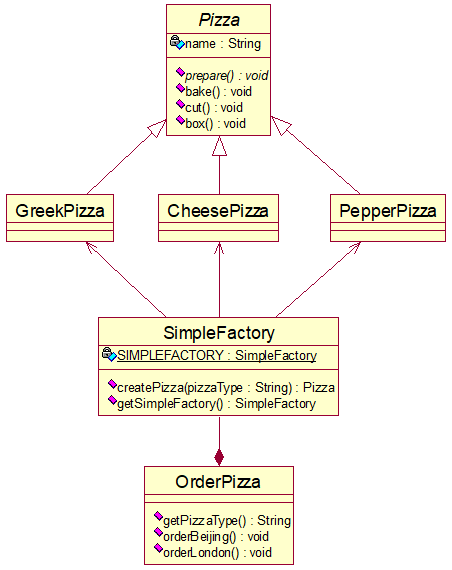 Pizza
name : String
prepare() : void
bake() : void
cut() : void
box() : void
GreekPizza
CheesePizza
PepperPizza
SimpleFactory
SIMPLEFACTORY : SimpleFactory
createPizza(pizzaType : String) : Pizza
getSimpleFactory() : SimpleFactory
OrderPizza
getPizzaType() : String
orderBeijing() : void
orderLondon() : void